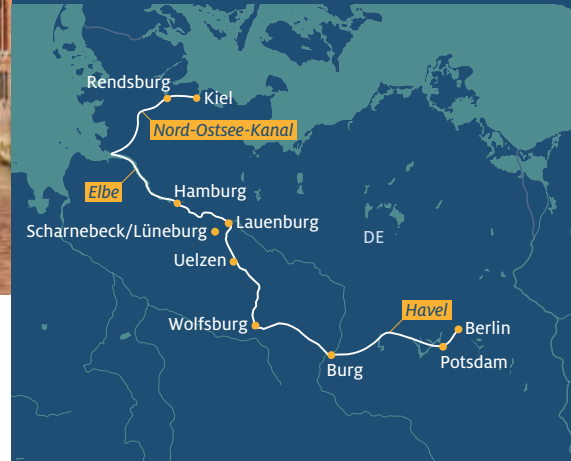 Rendsburg
Kiel
Nord-Ostsee-Kanal
Elbe
Hamburg
Lauenburg
Scharnebeck/Lüneburg
DE
Uelzen
Havel
Wolfsburg
Berlin
Potsdam
Burg